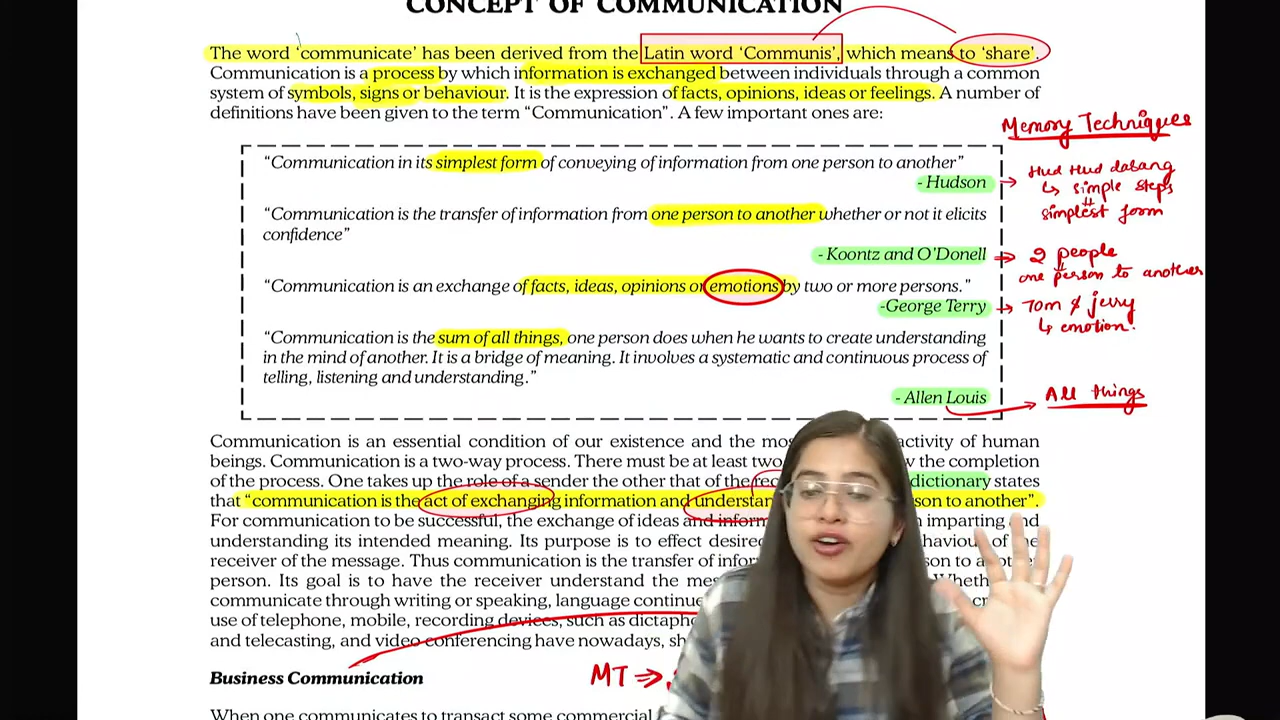 CONCEPT OF COMMUNICATION
The word ‘communicate’ has been derived from the Latin word ‘Communis’, which means to ‘share’.
Communication is a process by which information is exchanged between individuals through a common
system of symbols, signs or behaviour. It is the expression of facts, opinions, ideas or feelings. A number of
definitions have been given to the term “Communication”. A few important ones are:
Memory Techniques
“Communication in its simplest form of conveying of information from one person to another”
- Hudson → Hud Hud dabang
↳ simple steps
simplest form
“Communication is the transfer of information from one person to another whether or not it elicits
confidence”
- Koontz and O’Donell → 2 people
one person to another
“Communication is an exchange of facts, ideas, opinions or emotions by two or more persons.”
-George Terry → Tom & jerry
↳ emotion.
“Communication is the sum of all things, one person does when he wants to create understanding
in the mind of another. It is a bridge of meaning. It involves a systematic and continuous process of
telling, listening and understanding.”
- Allen Louis → All things
Communication is an essential condition of our existence and the activity of human
beings. Communication is a two-way process. There must be at least two the completion
of the process. One takes up the role of a sender the other that of the dictionary states
that “communication is the act of exchanging information and to another”.
For communication to be successful, the exchange of ideas and imparting and
understanding its intended meaning. Its purpose is to effect of the
receiver of the message. Thus communication is the transfer of to
person. Its goal is to have the receiver understand the
communicate through writing or speaking, language
use of telephone, mobile, recording devices, such as
and telecasting, and video conferencing have nowadays,
Business Communication
MT ⇒
When one communicates to transact some commercial